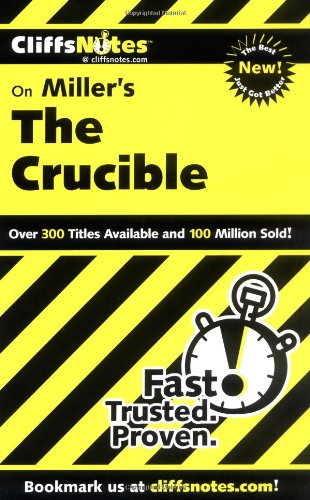 CliffsNotes™
@ cliffsnotes.com
The Best
Just Got Better
New!
On Miller's
The
Crucible
Over 300 Titles Available and 100 Million Sold!
Fast.
Trusted.
Proven.
Bookmark us at cliffsnotes.com!